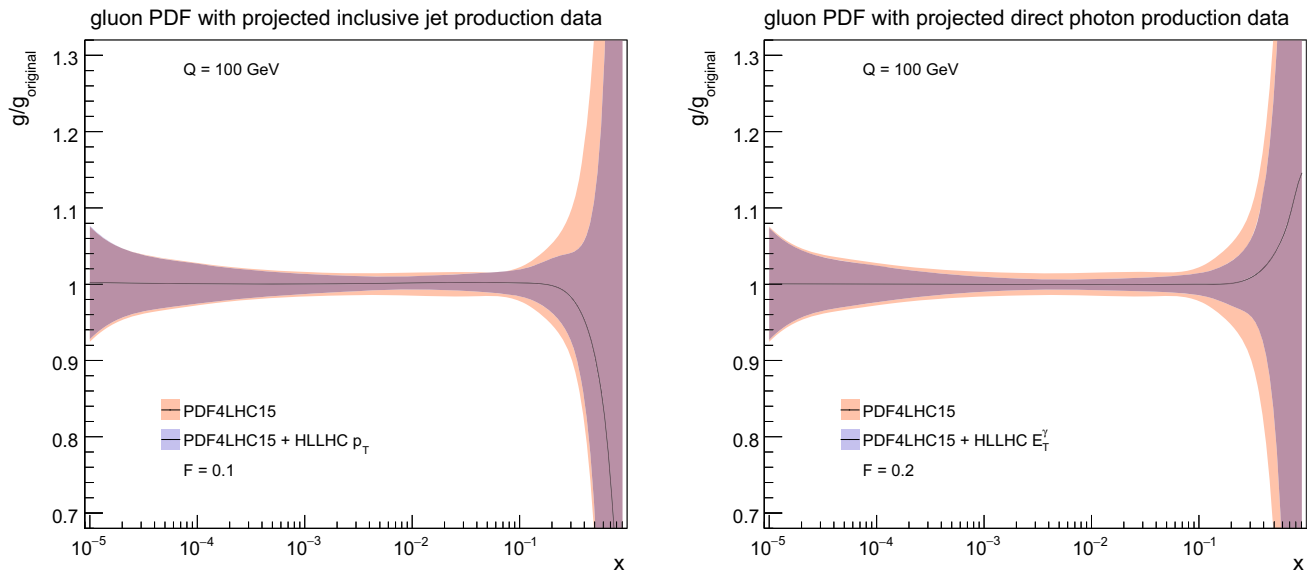 gluon PDF with projected inclusive jet production data
g/g_original
1.3
1.2
1.1
1
0.9
0.8
0.7
Q = 100 GeV
PDF4LHC15
PDF4LHC15 + HLLHC p_T
F = 0.1
10^−5
10^−4
10^−3
10^−2
10^−1
x
gluon PDF with projected direct photon production data
g/g_original
1.3
1.2
1.1
1
0.9
0.8
0.7
Q = 100 GeV
PDF4LHC15
PDF4LHC15 + HLLHC E_T^γ
F = 0.2
10^−5
10^−4
10^−3
10^−2
10^−1
x